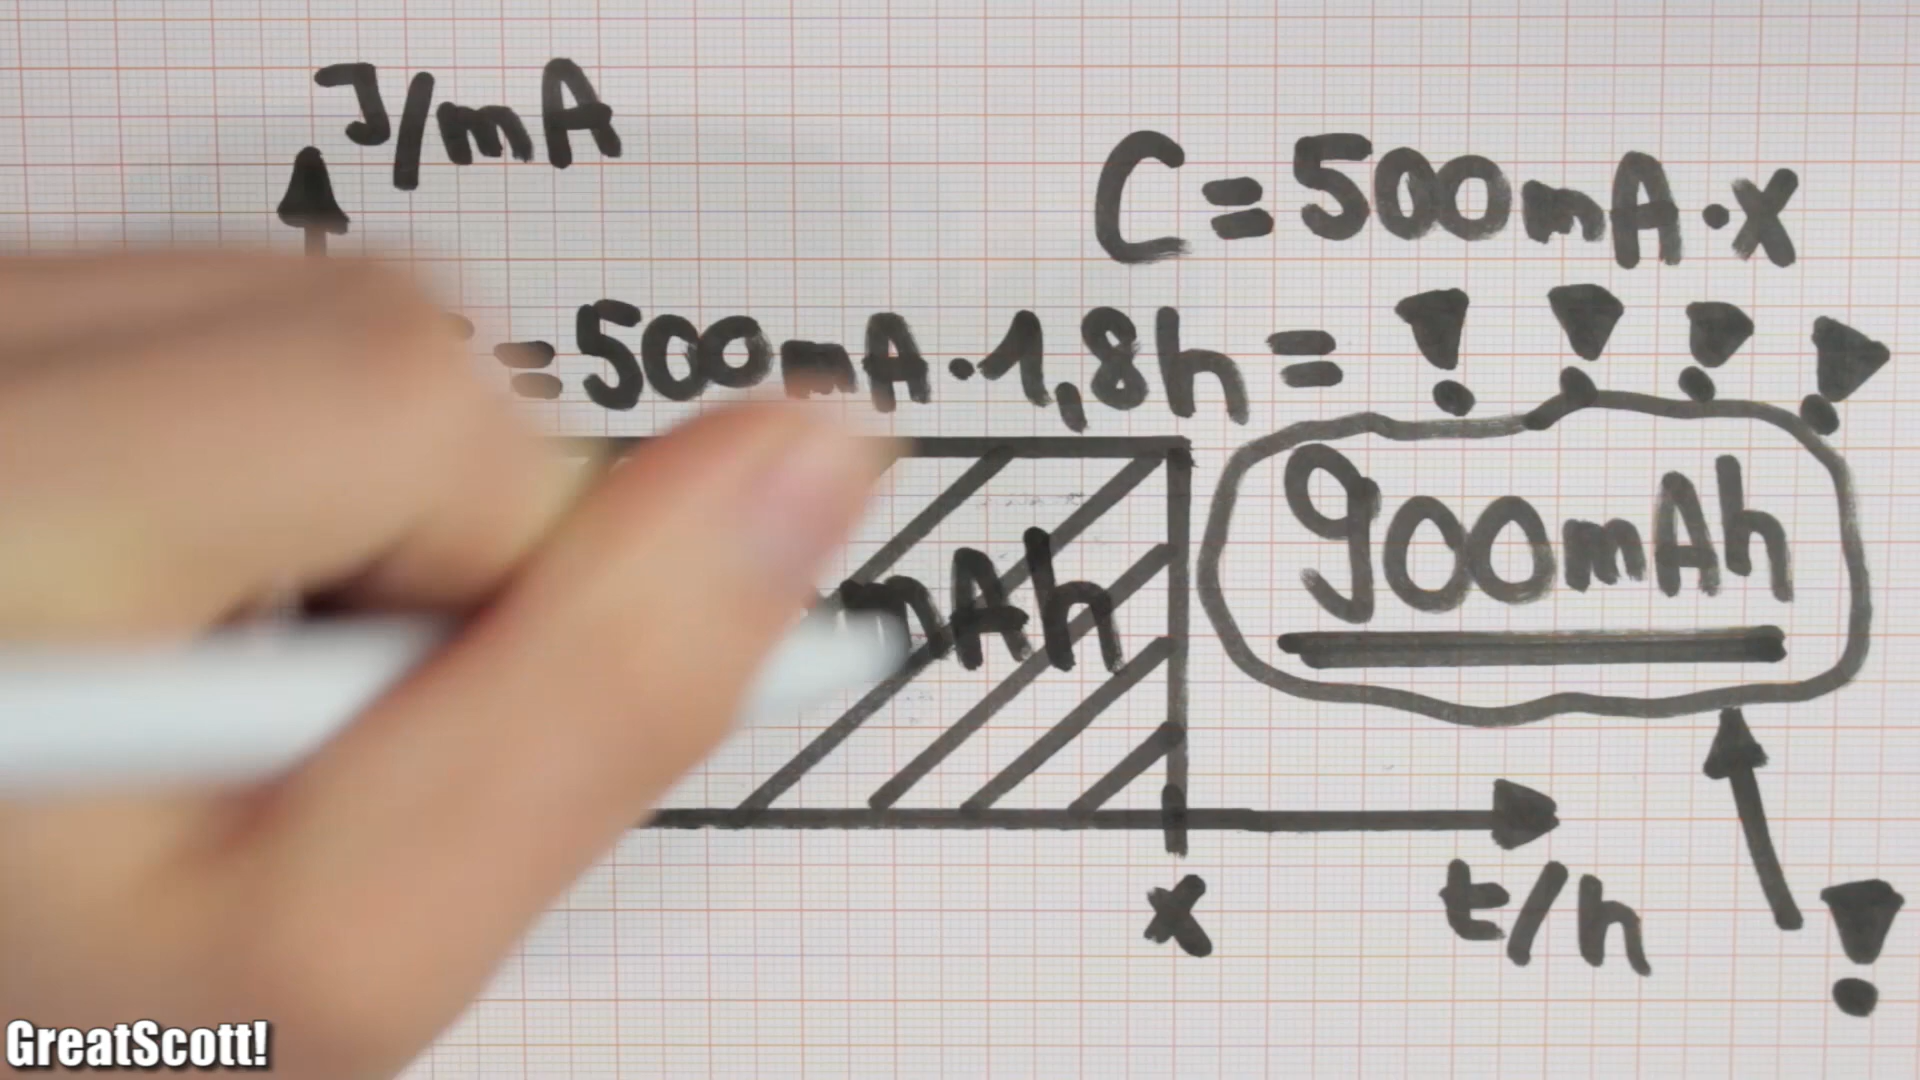 I/mA
C=500mA·x
=500mA·1,8h=
! ! ! !
900mAh
mAh
x
t/h
!
GreatScott!